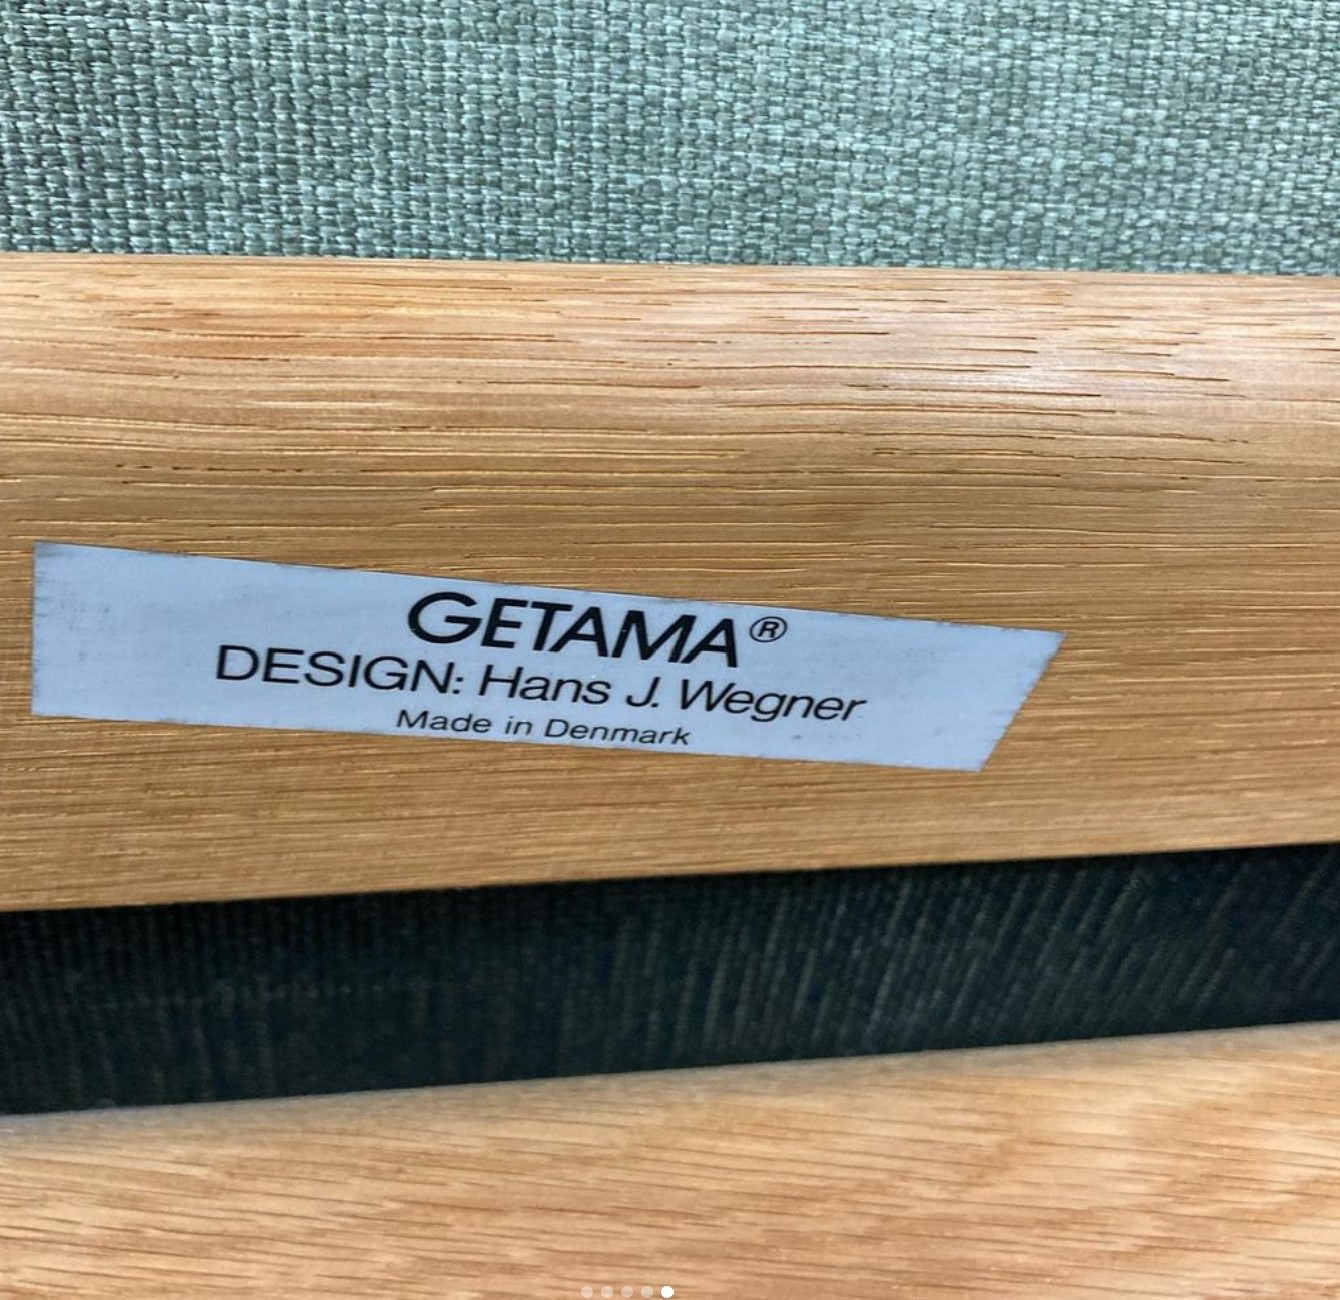 GETAMA®
DESIGN: Hans J. Wegner
Made in Denmark